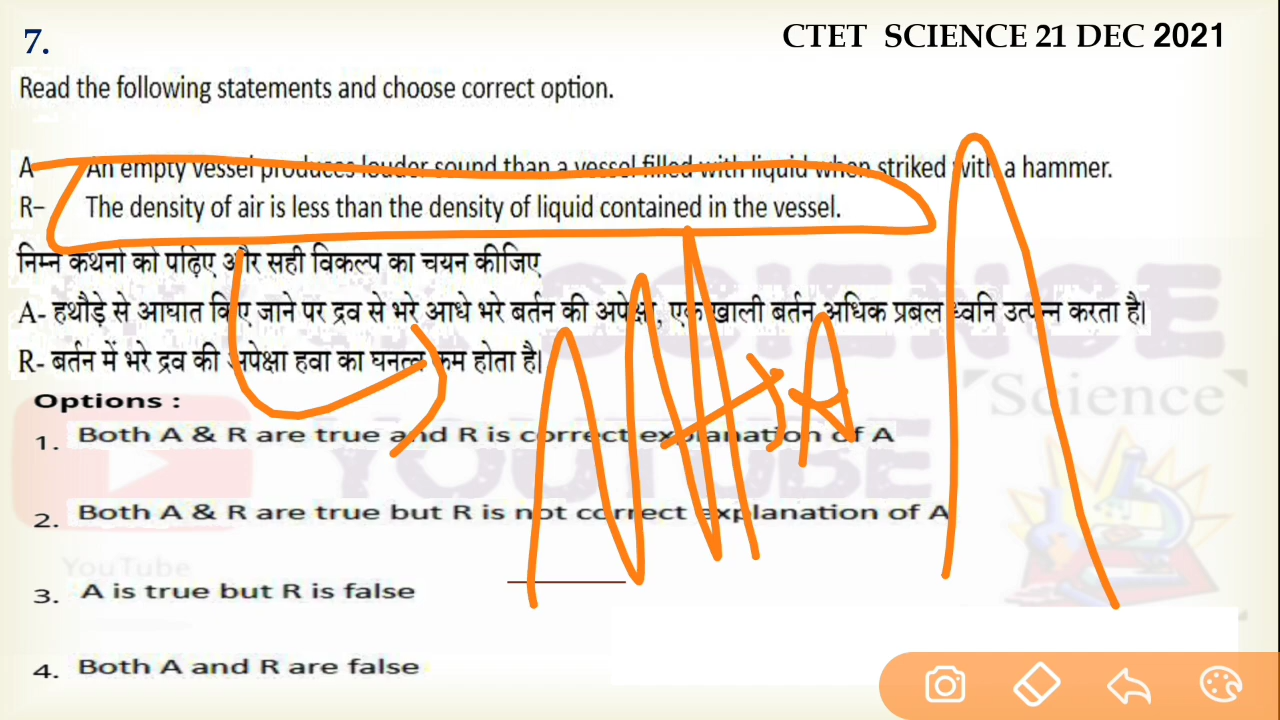 7.
CTET SCIENCE 21 DEC 2021
Read the following statements and choose correct option.
A– An empty vessel produces louder sound than a vessel filled with liquid when striked with a hammer.
R– The density of air is less than the density of liquid contained in the vessel.
निम्न कथनो को पढ़िए और सही विकल्प का चयन कीजिए
A- हथौड़े से आघात किए जाने पर द्रव से भरे आधे भरे बर्तन की अपेक्षा, एक खाली बर्तन अधिक प्रबल ध्वनि उत्पन्न करता है|
R- बर्तन में भरे द्रव की अपेक्षा हवा का घनत्व कम होता है|
Options :
1. Both A & R are true and R is correct explanation of A
2. Both A & R are true but R is not correct explanation of A
3. A is true but R is false
4. Both A and R are false
SCIENCE
Science
YOUTUBE
YouTube